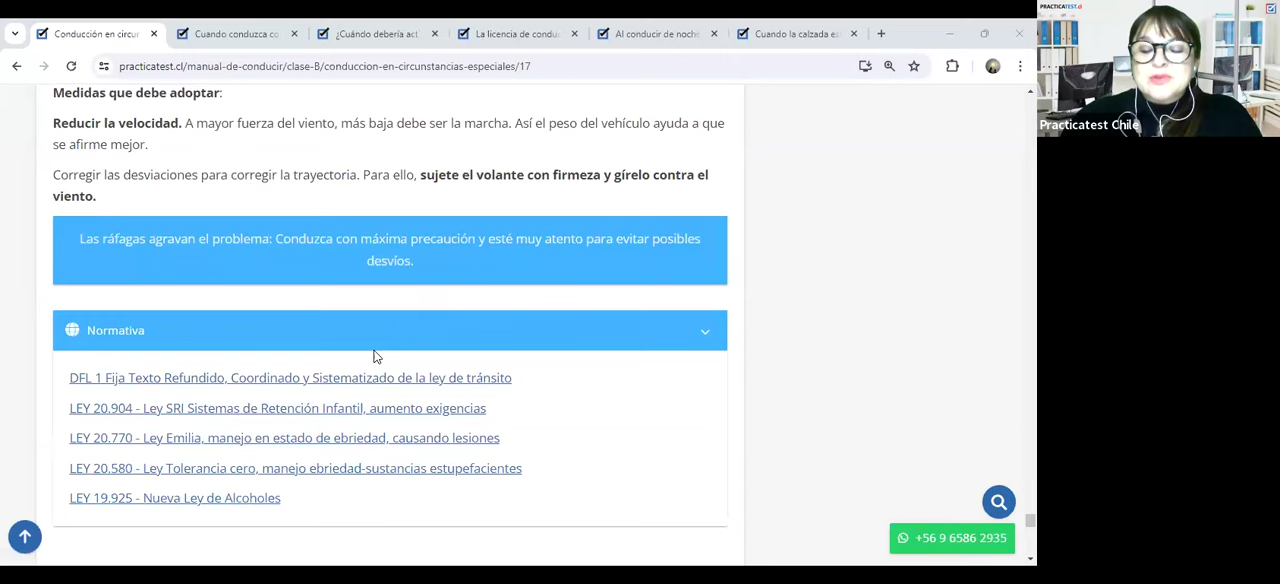 Conducción en circur
Cuando conduzca co
¿Cuándo debería act
La licencia de conduc
Al conducir de noche
Cuando la calzada es
practicatest.cl/manual-de-conducir/clase-B/conduccion-en-circunstancias-especiales/17
PRACTICATEST.cl
Practicatest Chile
Medidas que debe adoptar:
Reducir la velocidad. A mayor fuerza del viento, más baja debe ser la marcha. Así el peso del vehículo ayuda a que
se afirme mejor.
Corregir las desviaciones para corregir la trayectoria. Para ello, sujete el volante con firmeza y gírelo contra el
viento.
Las ráfagas agravan el problema: Conduzca con máxima precaución y esté muy atento para evitar posibles
desvíos.
Normativa
DFL 1 Fija Texto Refundido, Coordinado y Sistematizado de la ley de tránsito
LEY 20.904 - Ley SRI Sistemas de Retención Infantil, aumento exigencias
LEY 20.770 - Ley Emilia, manejo en estado de ebriedad, causando lesiones
LEY 20.580 - Ley Tolerancia cero, manejo ebriedad-sustancias estupefacientes
LEY 19.925 - Nueva Ley de Alcoholes
+56 9 6586 2935